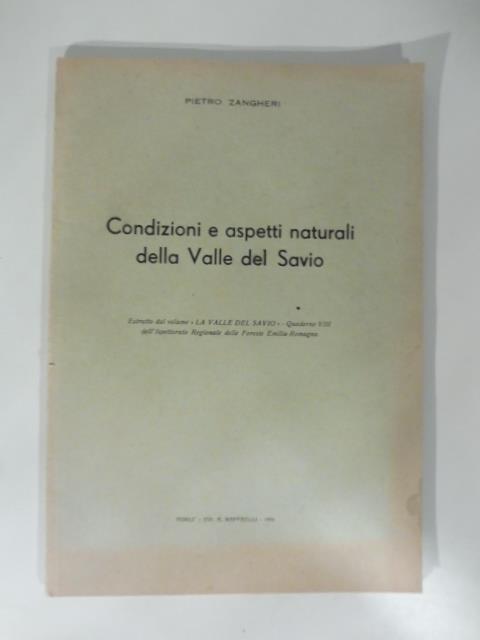 PIETRO ZANGHERI
Condizioni e aspetti naturali
della Valle del Savio
Estratto dal volume « LA VALLE DEL SAVIO » - Quaderno VIII
dell'Ispettorato Regionale delle Foreste Emilia-Romagna
FORLI' -